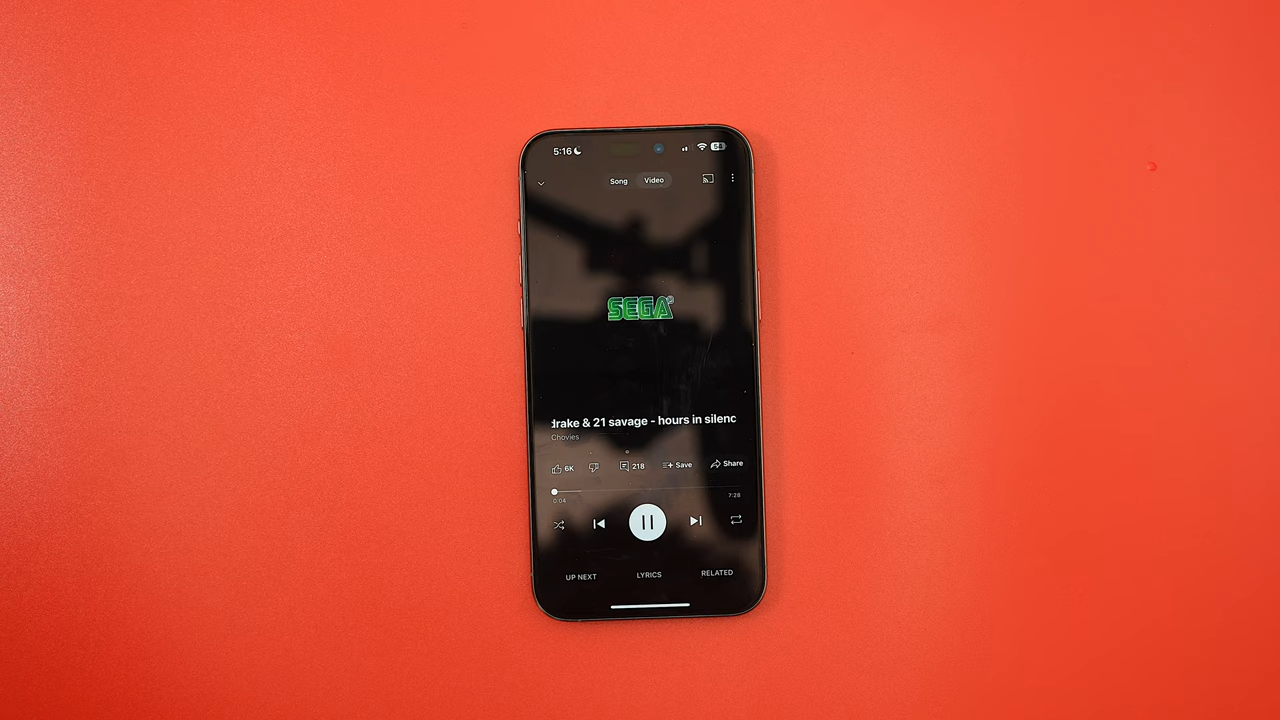 5:16 54
Song Video
SEGA®
drake & 21 savage - hours in silenc
Chovies
6K 218 Save Share
0:04 7:28
UP NEXT LYRICS RELATED